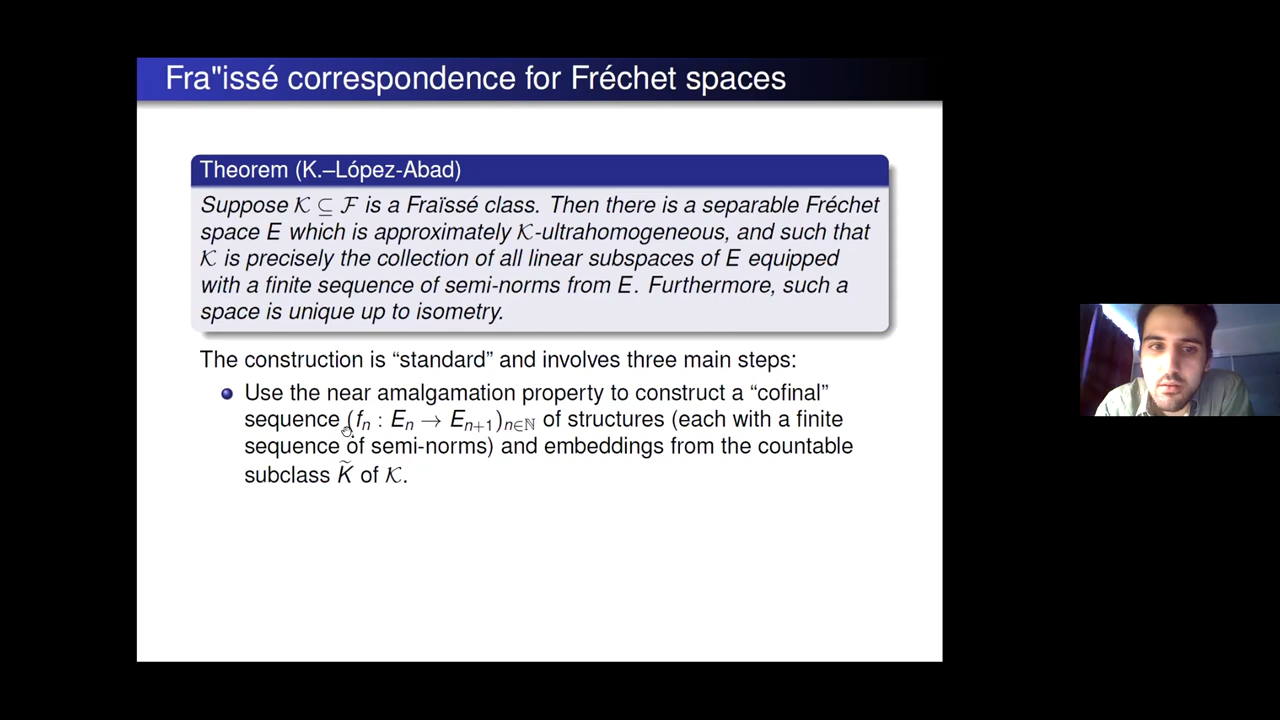 Fra"issé correspondence for Fréchet spaces
Theorem (K.–López-Abad)
Suppose 𝒦 ⊆ ℱ is a Fraïssé class. Then there is a separable Fréchet
space E which is approximately 𝒦-ultrahomogeneous, and such that
𝒦 is precisely the collection of all linear subspaces of E equipped
with a finite sequence of semi-norms from E. Furthermore, such a
space is unique up to isometry.
The construction is “standard” and involves three main steps:
Use the near amalgamation property to construct a “cofinal”
sequence (fₙ : Eₙ → Eₙ₊₁)ₙ∈ℕ of structures (each with a finite
sequence of semi-norms) and embeddings from the countable
subclass K̃ of 𝒦.